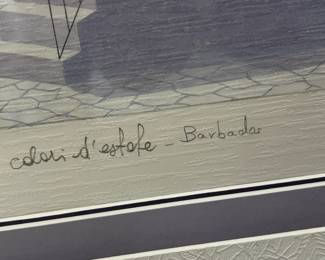 colori d'estate - Barbados